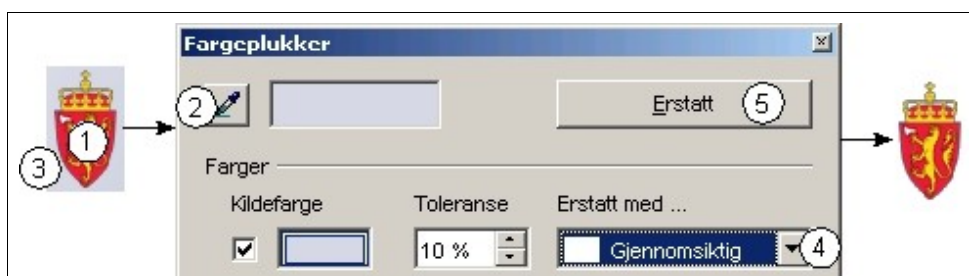 Fargeplukker
1
2
Erstatt
5
3
Farger
Kildefarge Toleranse Erstatt med ...
10 % Gjennomsiktig
4